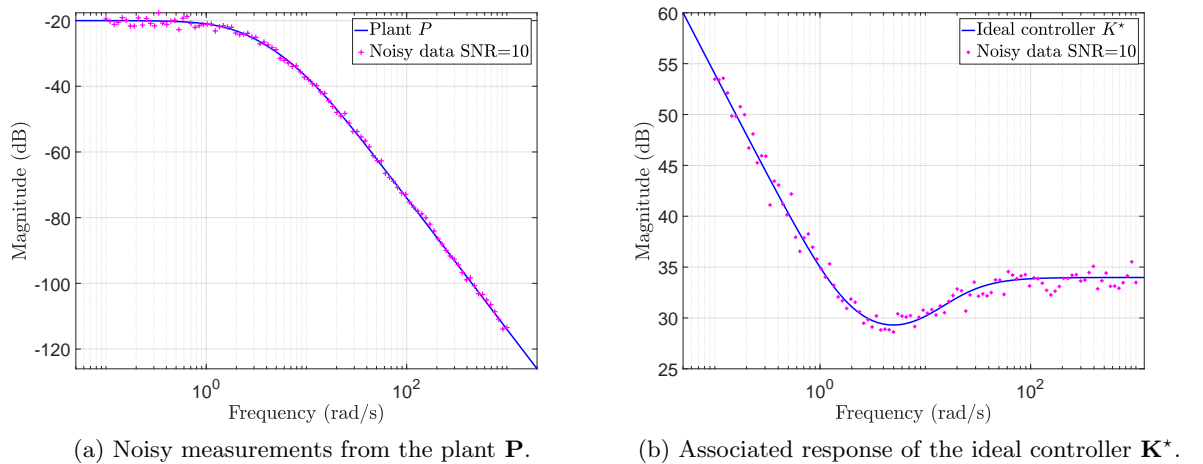 Plant P
Noisy data SNR=10
-20
-40
-60
-80
-100
-120
Magnitude (dB)
10^0
10^2
Frequency (rad/s)
(a) Noisy measurements from the plant P.
Ideal controller K*
Noisy data SNR=10
60
55
50
45
40
35
30
25
Magnitude (dB)
10^0
10^2
Frequency (rad/s)
(b) Associated response of the ideal controller K*.